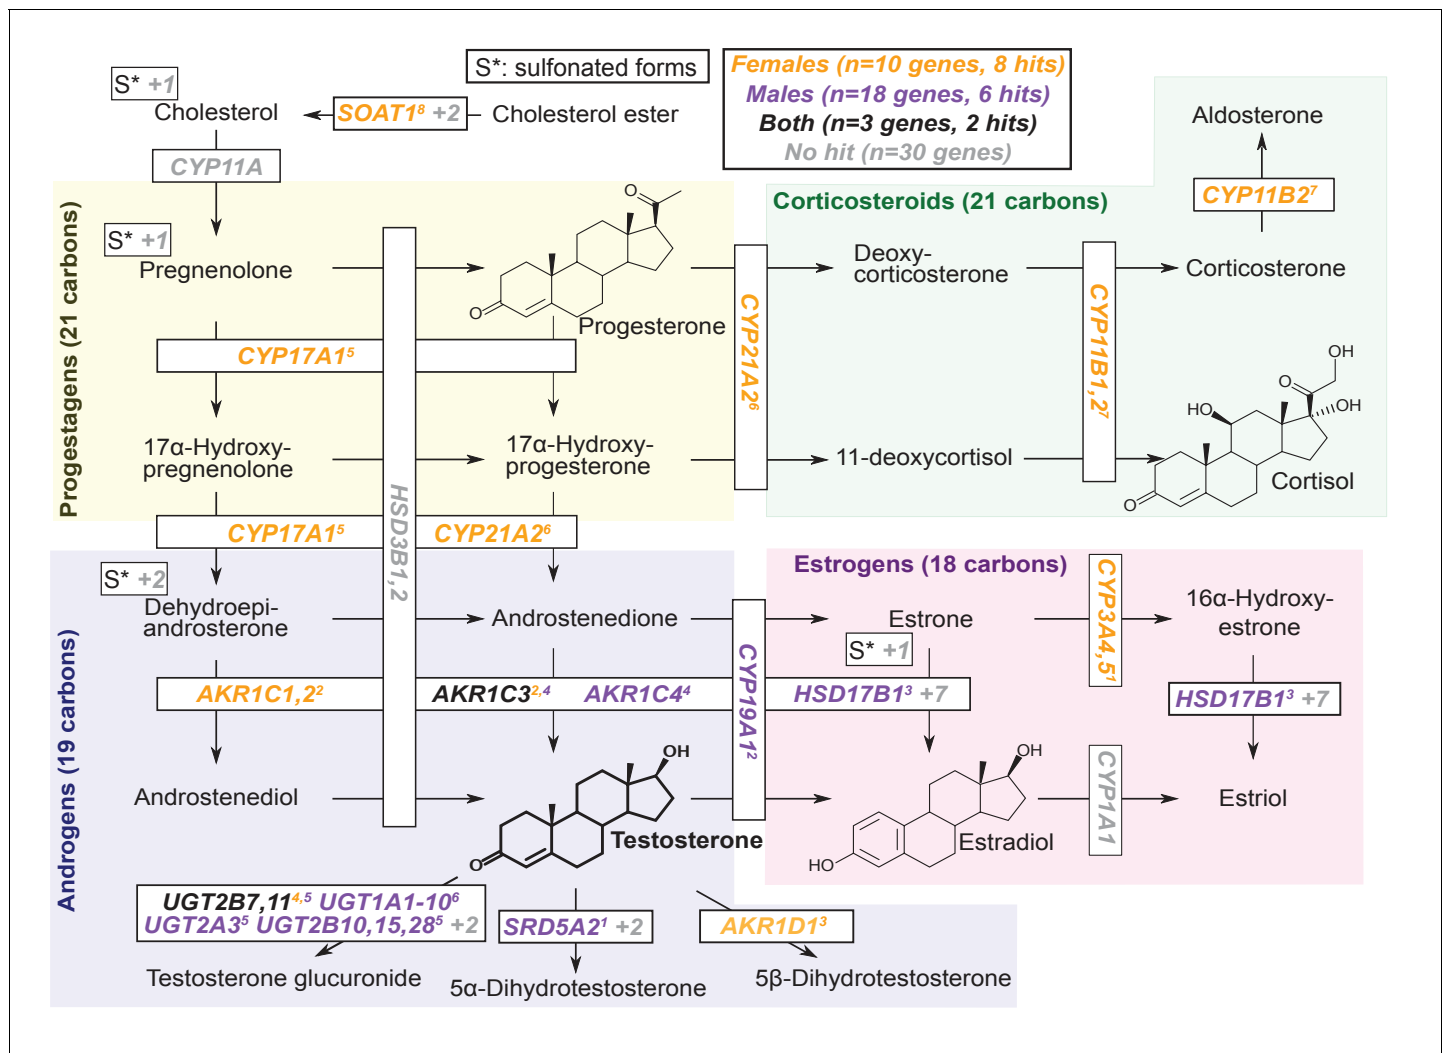 S*: sulfonated forms
Females (n=10 genes, 8 hits)
Males (n=18 genes, 6 hits)
Both (n=3 genes, 2 hits)
No hit (n=30 genes)
S* +1
Cholesterol
SOAT1⁸ +2
Cholesterol ester
CYP11A
Progestagens (21 carbons)
S* +1
Pregnenolone
O
O
Progesterone
CYP17A1⁵
HSD3B1,2
17α-Hydroxy-
pregnenolone
17α-Hydroxy-
progesterone
CYP17A1⁵
CYP21A2⁶
Corticosteroids (21 carbons)
Aldosterone
CYP11B2⁷
CYP21A2⁶
Deoxy-
corticosterone
CYP11B1,2⁷
Corticosterone
11-deoxycortisol
OH
O
HO
OH
O
Cortisol
Androgens (19 carbons)
S* +2
Dehydroepi-
androsterone
Androstenedione
AKR1C1,2²
AKR1C3²,⁴
AKR1C4⁴
HSD17B1³ +7
CYP19A1²
Androstenediol
OH
O
Testosterone
Estrogens (18 carbons)
Estrone
S* +1
CYP3A4,5¹
16α-Hydroxy-
estrone
HSD17B1³ +7
OH
HO
Estradiol
CYP1A1
Estriol
UGT2B7,11⁴,⁵ UGT1A1-10⁶
UGT2A3⁵ UGT2B10,15,28⁵ +2
SRD5A2¹ +2
AKR1D1³
Testosterone glucuronide
5α-Dihydrotestosterone
5β-Dihydrotestosterone